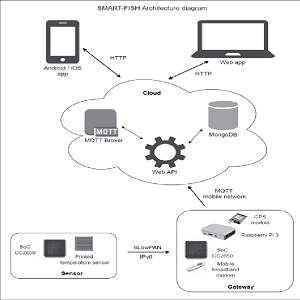 SMART-FISH Architecture diagram
Android / iOS
app
Web app
HTTP
HTTP
Cloud
MQTT
MQTT Broker
MongoDB
Web API
MQTT
mobile network
GPS
module
Raspberry Pi 3
SoC
CC2650
Printed
temperature sensor
Sensor
6LowPAN
IPv6
SoC
CC2650
Mobile
broadband
modem
Gateway